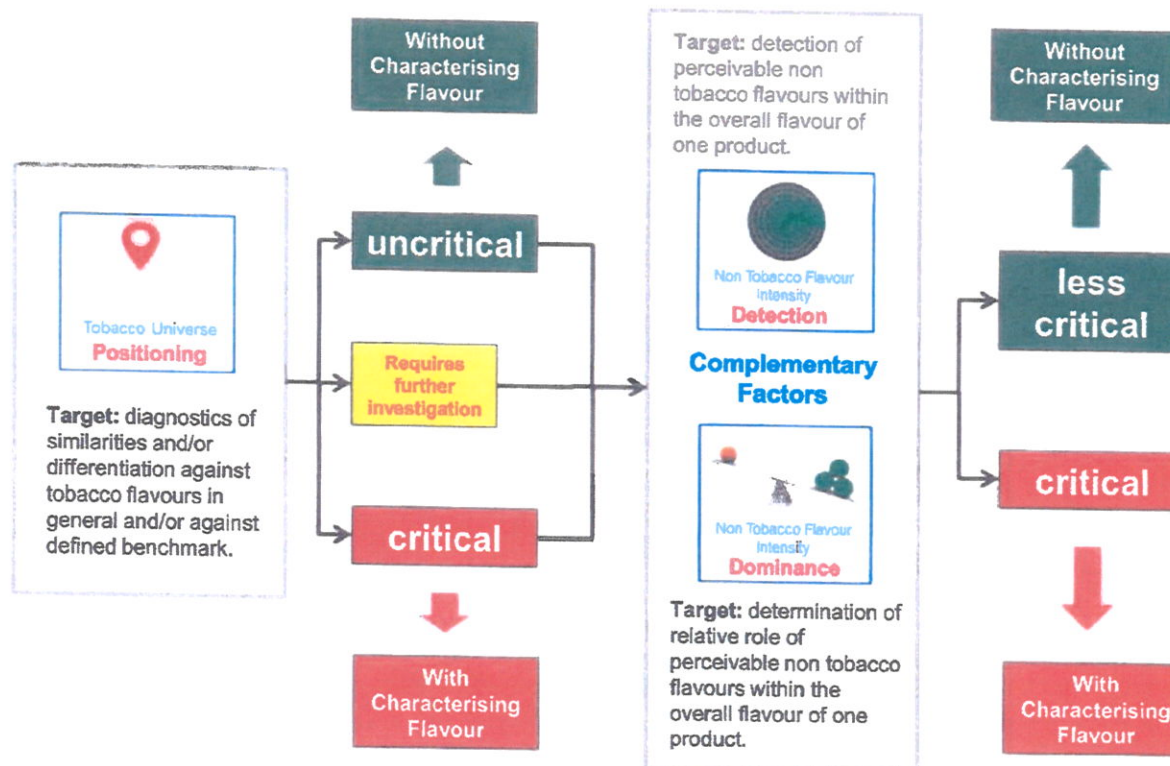 Tobacco Universe
Positioning
Target: diagnostics of
similarities and/or
differentiation against
tobacco flavours in
general and/or against
defined benchmark.
Without
Characterising
Flavour
uncritical
Requires
further
investigation
critical
With
Characterising
Flavour
Target: detection of
perceivable non
tobacco flavours within
the overall flavour of
one product.
Non Tobacco Flavour
Intensity
Detection
Complementary
Factors
Non Tobacco Flavour
Intensity
Dominance
Target: determination of
relative role of
perceivable non tobacco
flavours within the
overall flavour of one
product.
Without
Characterising
Flavour
less
critical
critical
With
Characterising
Flavour